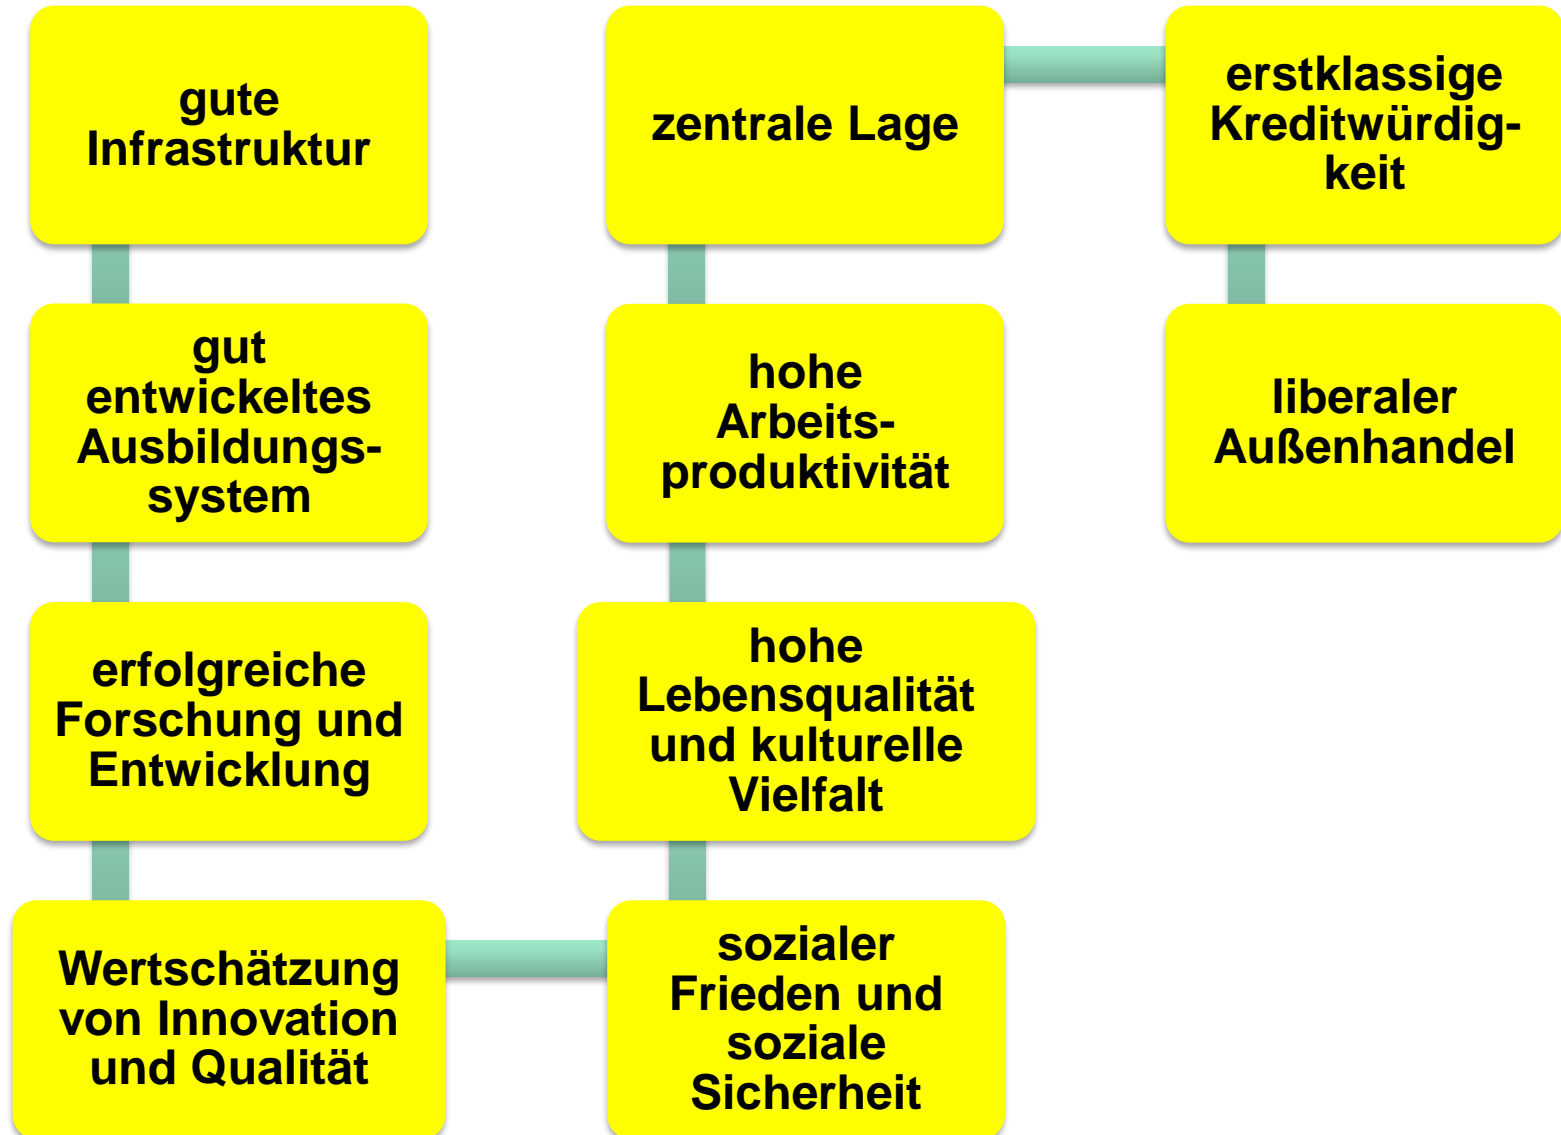 gute
Infrastruktur
gut
entwickeltes
Ausbildungs-
system
erfolgreiche
Forschung und
Entwicklung
Wertschätzung
von Innovation
und Qualität
sozialer
Frieden und
soziale
Sicherheit
hohe
Lebensqualität
und kulturelle
Vielfalt
hohe
Arbeits-
produktivität
zentrale Lage
erstklassige
Kreditwürdig-
keit
liberaler
Außenhandel